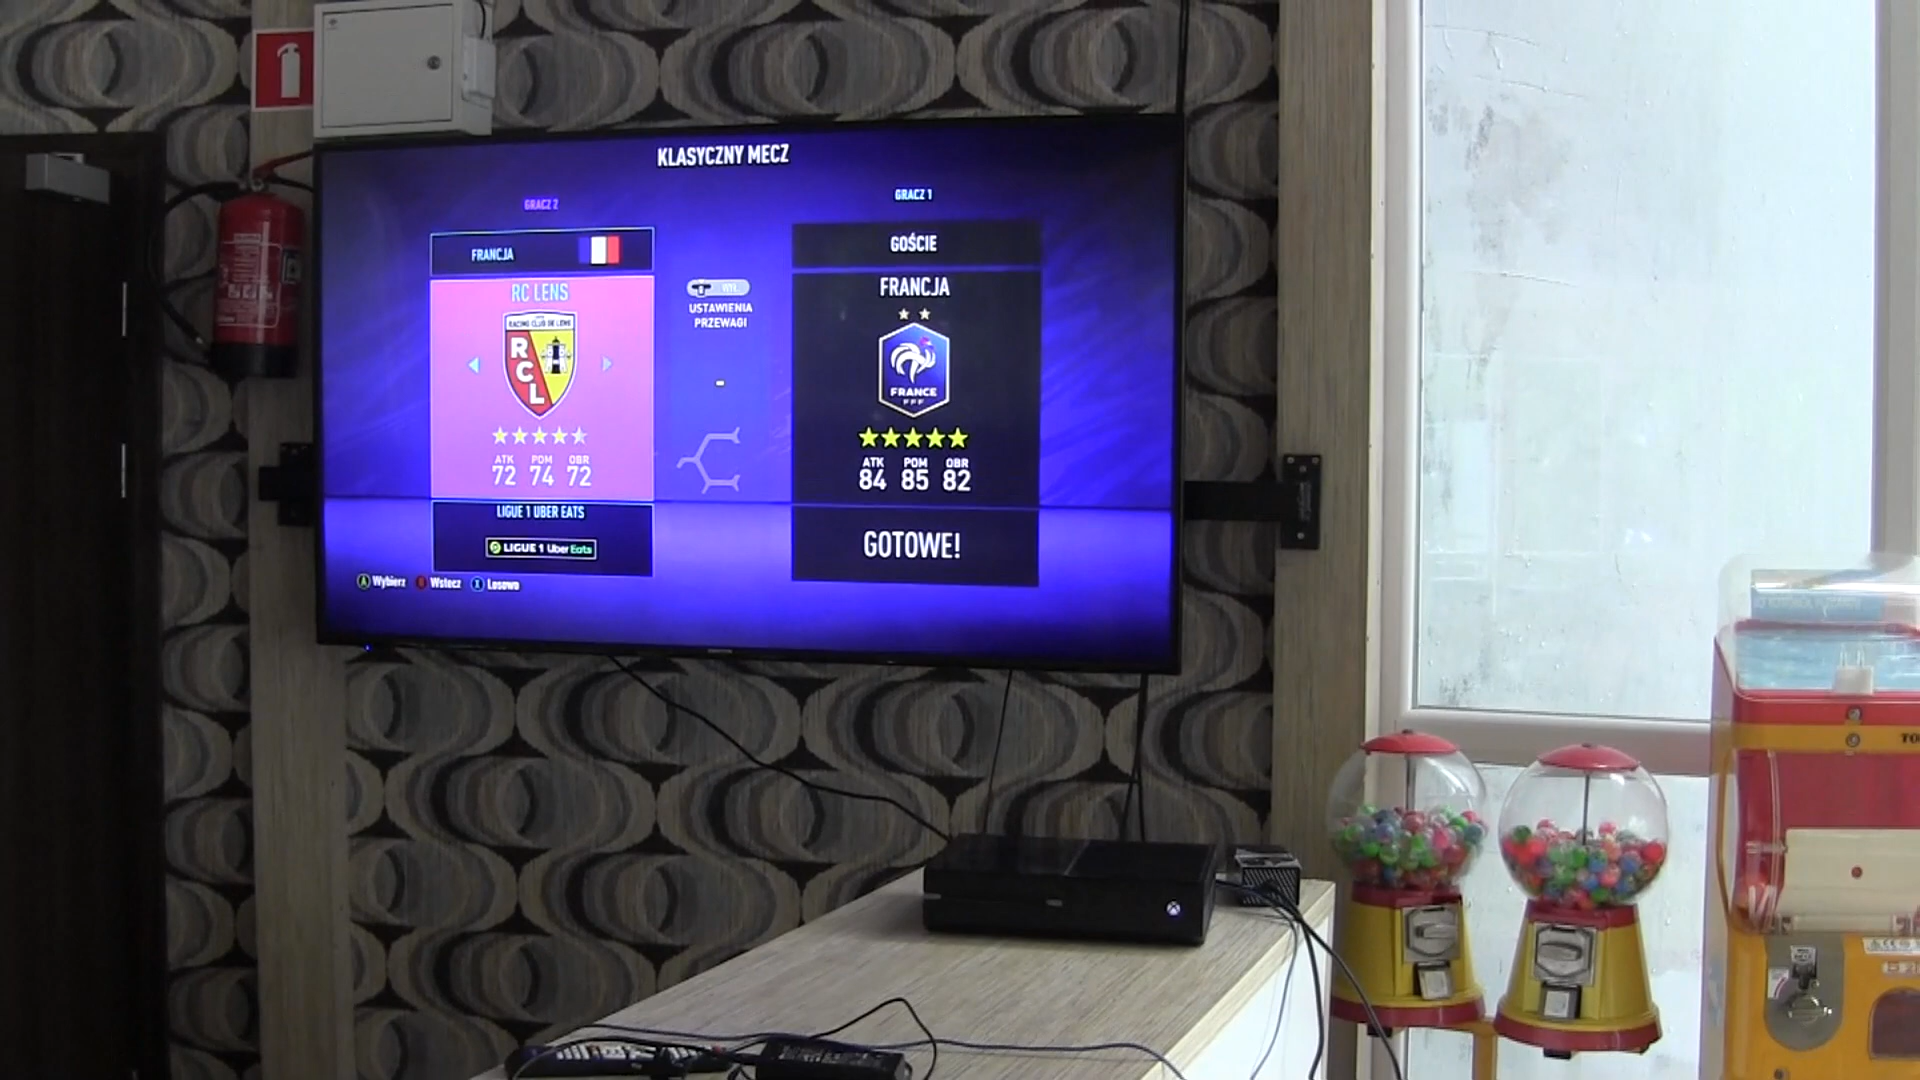 KLASYCZNY MECZ
GRACZ 2
GRACZ 1
FRANCJA
GOŚCIE
RC LENS
FRANCJA
WYŁ.
USTAWIENIA
PRZEWAGI
RACING CLUB DE LENS
RCL
FRANCE
FFF
-
ATK POM OBR
72 74 72
ATK POM OBR
84 85 82
LIGUE 1 UBER EATS
LIGUE 1 Uber Eats
GOTOWE!
A Wybierz
Wstecz
X Losowo